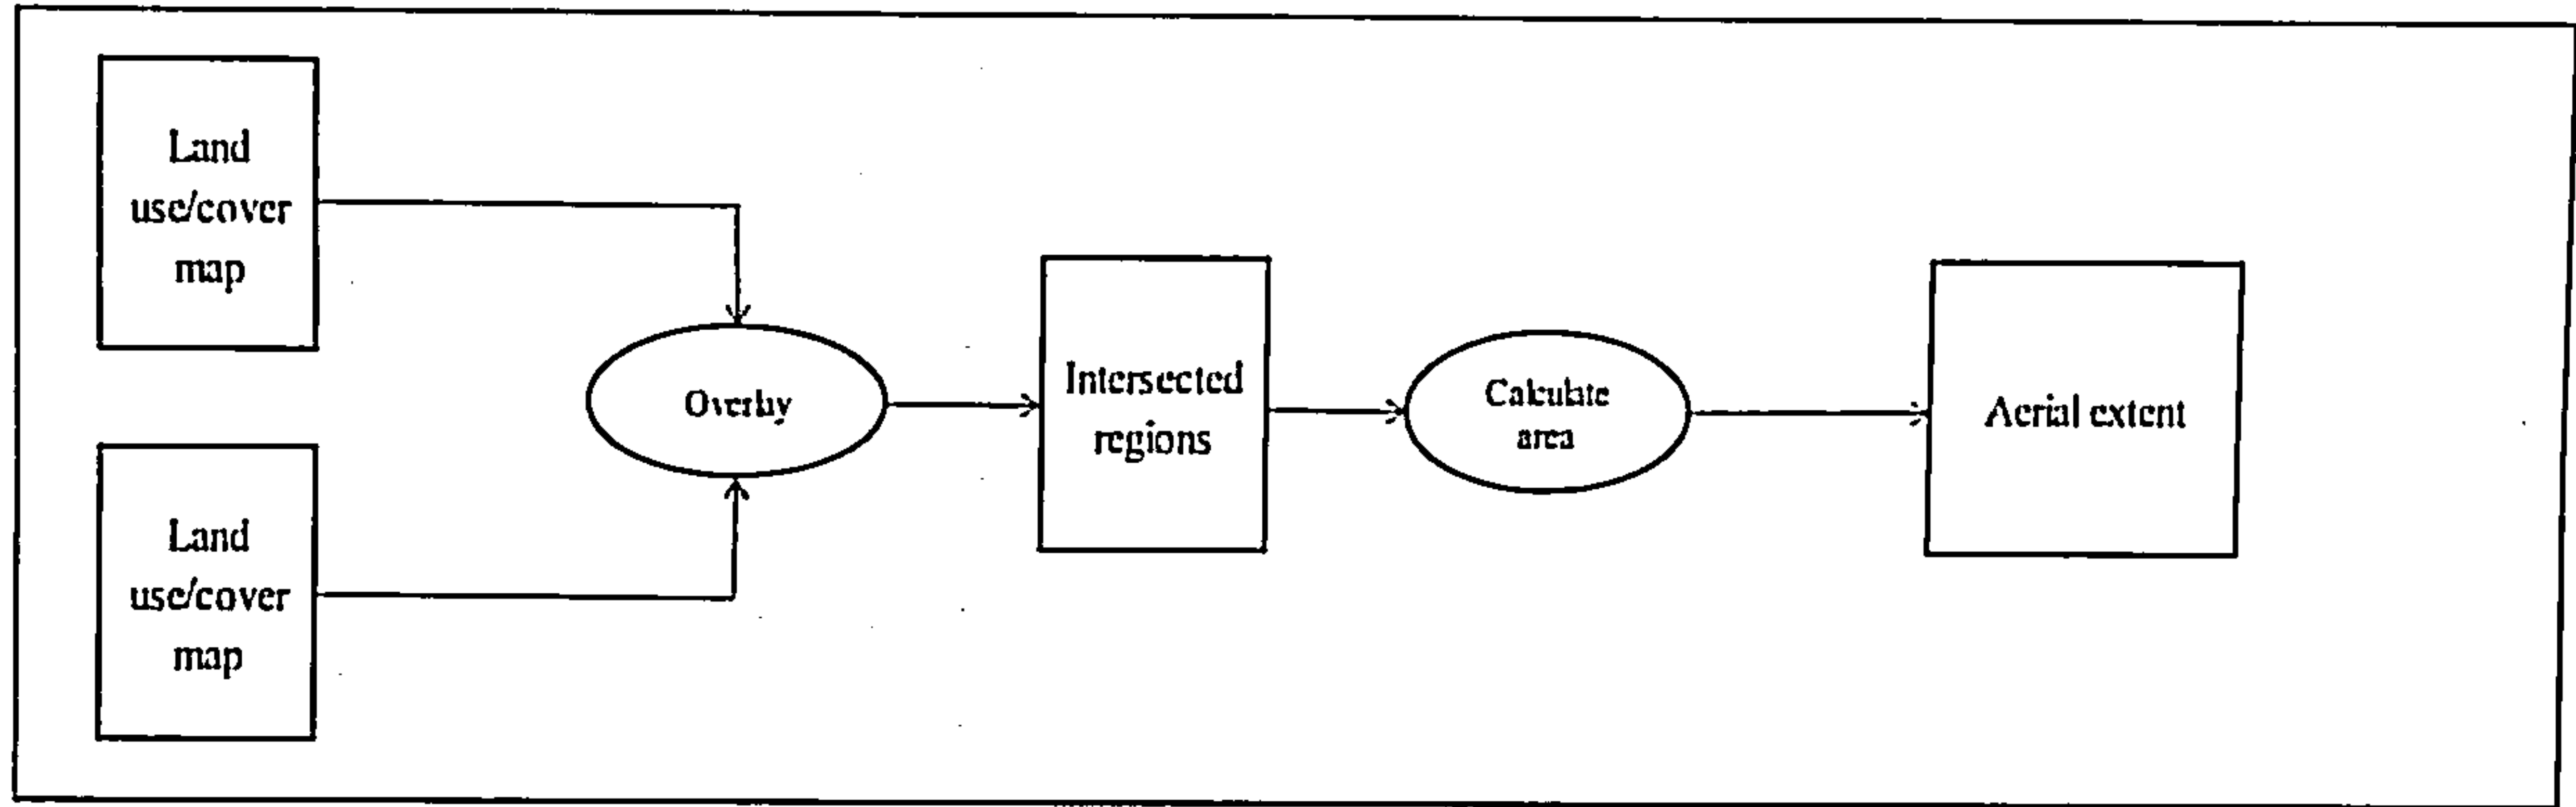 Land
use/cover
map
Land
use/cover
map
Overlay
Intersected
regions
Calculate
area
Aerial extent